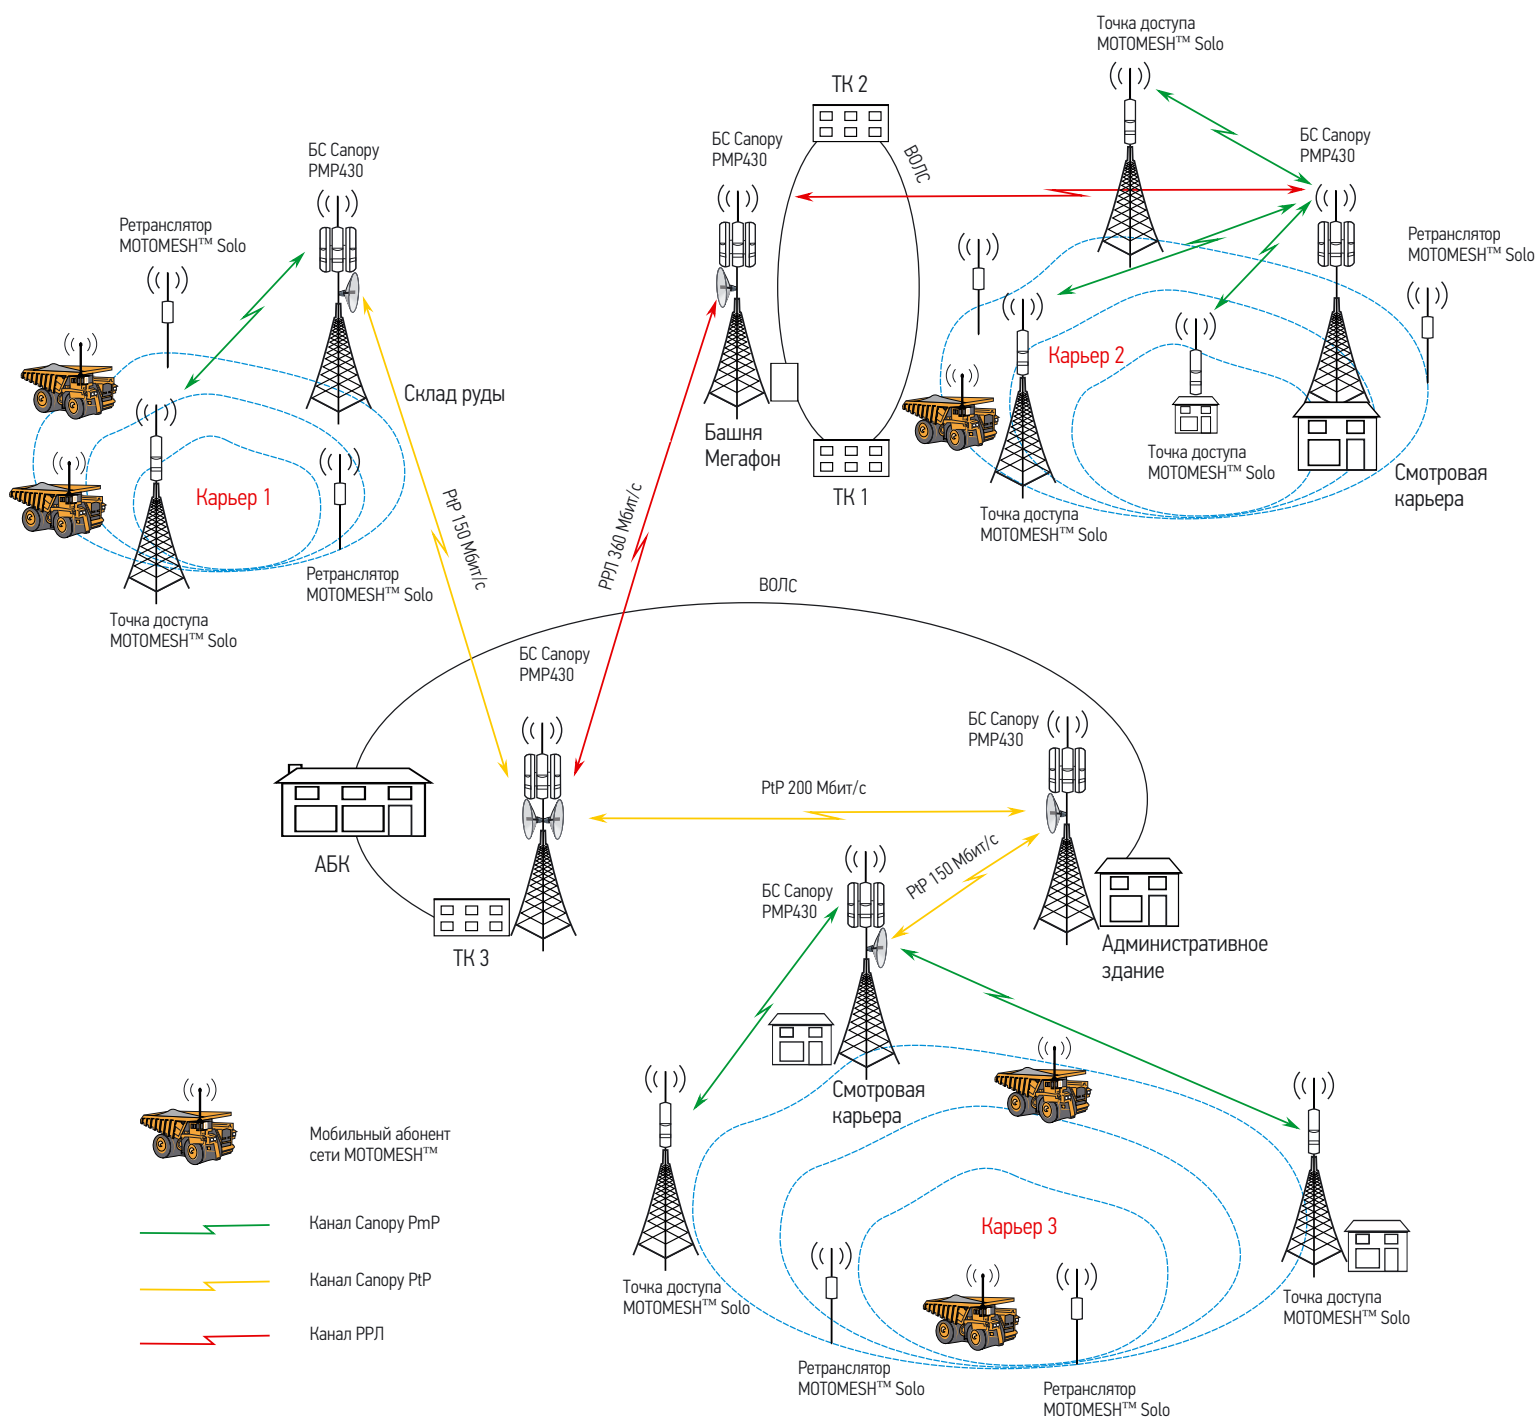 Точка доступа
MOTOMESH™ Solo
ТК 2
БС Canopy
PMP430
ВОЛС
БС Canopy
PMP430
БС Canopy
PMP430
Ретранслятор
MOTOMESH™ Solo
Ретранслятор
MOTOMESH™ Solo
Склад руды
Карьер 1
Ретранслятор
MOTOMESH™ Solo
Точка доступа
MOTOMESH™ Solo
PtP 150 Мбит/с
РРЛ 360 Мбит/с
Башня
Мегафон
ТК 1
Карьер 2
Точка доступа
MOTOMESH™ Solo
Точка доступа
MOTOMESH™ Solo
Смотровая
карьера
ВОЛС
БС Canopy
PMP430
БС Canopy
PMP430
PtP 200 Мбит/с
АБК
ТК 3
PtP 150 Мбит/с
БС Canopy
PMP430
Административное
здание
Смотровая
карьера
Карьер 3
Точка доступа
MOTOMESH™ Solo
Точка доступа
MOTOMESH™ Solo
Ретранслятор
MOTOMESH™ Solo
Ретранслятор
MOTOMESH™ Solo
Мобильный абонент
сети MOTOMESH™
Канал Canopy PmP
Канал Canopy PtP
Канал РРЛ